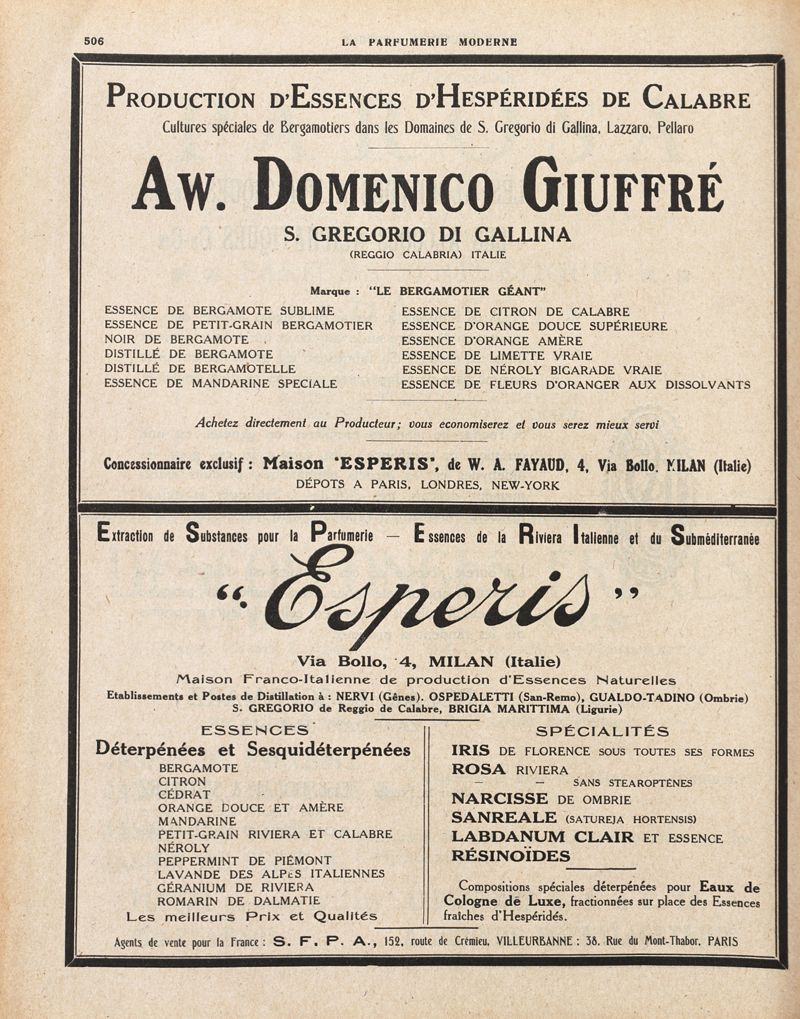 506
LA PARFUMERIE MODERNE
PRODUCTION D'ESSENCES D'HESPÉRIDÉES DE CALABRE
Cultures spéciales de Bergamotiers dans les Domaines de S. Gregorio di Gallina, Lazzaro, Pellaro
AW. DOMENICO GIUFFRÉ
S. GREGORIO DI GALLINA
(REGGIO CALABRIA) ITALIE
Marque : "LE BERGAMOTIER GÉANT"
ESSENCE DE BERGAMOTE SUBLIME
ESSENCE DE PETIT-GRAIN BERGAMOTIER
NOIR DE BERGAMOTE
DISTILLÉ DE BERGAMOTE
DISTILLÉ DE BERGAMOTELLE
ESSENCE DE MANDARINE SPECIALE
ESSENCE DE CITRON DE CALABRE
ESSENCE D'ORANGE DOUCE SUPÉRIEURE
ESSENCE D'ORANGE AMÈRE
ESSENCE DE LIMETTE VRAIE
ESSENCE DE NÉROLY BIGARADE VRAIE
ESSENCE DE FLEURS D'ORANGER AUX DISSOLVANTS
Achetez directement au Producteur; vous économiserez et vous serez mieux servi
Concessionnaire exclusif : Maison "ESPERIS", de W. A. FAYAUD, 4, Via Bollo, MILAN (Italie)
DÉPOTS A PARIS, LONDRES, NEW-YORK
Extraction de Substances pour la Parfumerie — Essences de la Riviera Italienne et du Subméditerranée
"Esperis"
Via Bollo, 4, MILAN (Italie)
Maison Franco-Italienne de production d'Essences Naturelles
Etablissements et Postes de Distillation à : NERVI (Gênes), OSPEDALETTI (San-Remo), GUALDO-TADINO (Ombrie)
S. GREGORIO de Reggio de Calabre, BRIGIA MARITTIMA (Ligurie)
ESSENCES
Déterpénées et Sesquidéterpénées
BERGAMOTE
CITRON
CÉDRAT
ORANGE DOUCE ET AMÈRE
MANDARINE
PETIT-GRAIN RIVIERA ET CALABRE
NÉROLY
PEPPERMINT DE PIÉMONT
LAVANDE DES ALPES ITALIENNES
GÉRANIUM DE RIVIERA
ROMARIN DE DALMATIE
Les meilleurs Prix et Qualités
SPÉCIALITÉS
IRIS DE FLORENCE SOUS TOUTES SES FORMES
ROSA RIVIERA
— — SANS STEAROPTÈNES
NARCISSE DE OMBRIE
SANREALE (SATUREJA HORTENSIS)
LABDANUM CLAIR ET ESSENCE
RÉSINOÏDES
Compositions spéciales déterpénées pour Eaux de
Cologne de Luxe, fractionnées sur place des Essences
fraîches d'Hespéridés.
Agents de vente pour la France : S. F. P. A., 152, route de Crémieu, VILLEURBANNE ; 38, Rue du Mont-Thabor, PARIS